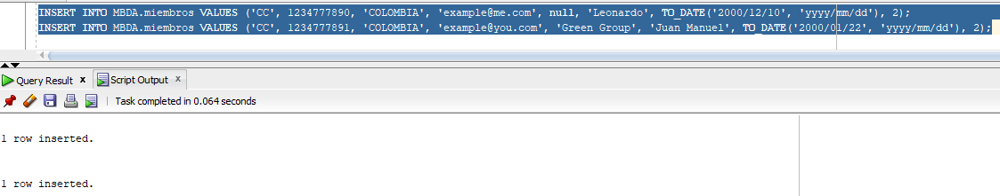 INSERT INTO MBDA.miembros VALUES ('CC', 1234777890, 'COLOMBIA', 'example@me.com', null, 'Leonardo', TO_DATE('2000/12/10', 'yyyy/mm/dd'), 2);
INSERT INTO MBDA.miembros VALUES ('CC', 1234777891, 'COLOMBIA', 'example@you.com', 'Green Group', 'Juan Manuel', TO_DATE('2000/01/22', 'yyyy/mm/dd'), 2);
Query Result x Script Output x
Task completed in 0.064 seconds
1 row inserted.
1 row inserted.